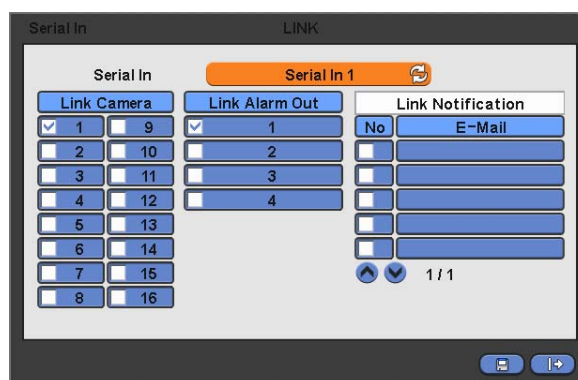 Serial In LINK
Serial In Serial In 1
Link Camera Link Alarm Out Link Notification
1 9 1 No E-Mail
2 10 2
3 11 3
4 12 4
5 13
6 14
7 15 1 / 1
8 16